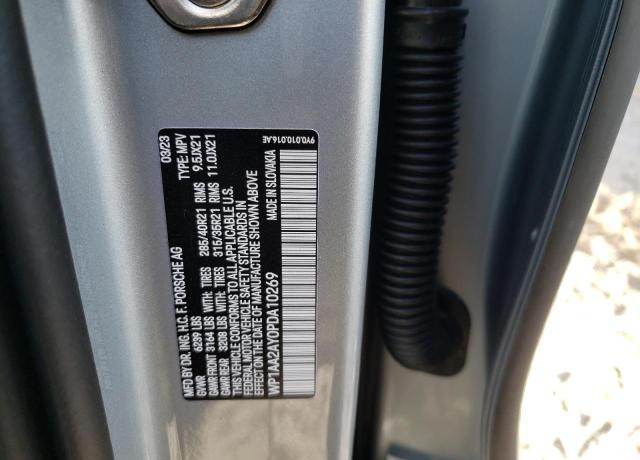 MFD BY DR. ING. H.C. F. PORSCHE AG 03/23
GVWR 6239 LBS TYPE: MPV
GAWR FRONT 3164 LBS WITH: TIRES 285/40R21 RIMS 9.5JX21
GAWR REAR 3208 LBS WITH: TIRES 315/35R21 RIMS 11.0JX21
THIS VEHICLE CONFORMS TO ALL APPLICABLE U.S.
FEDERAL MOTOR VEHICLE SAFETY STANDARDS IN
EFFECT ON THE DATE OF MANUFACTURE SHOWN ABOVE
WP1AA2AY0PDA10269 MADE IN SLOVAKIA
9Y0.010.016.AE